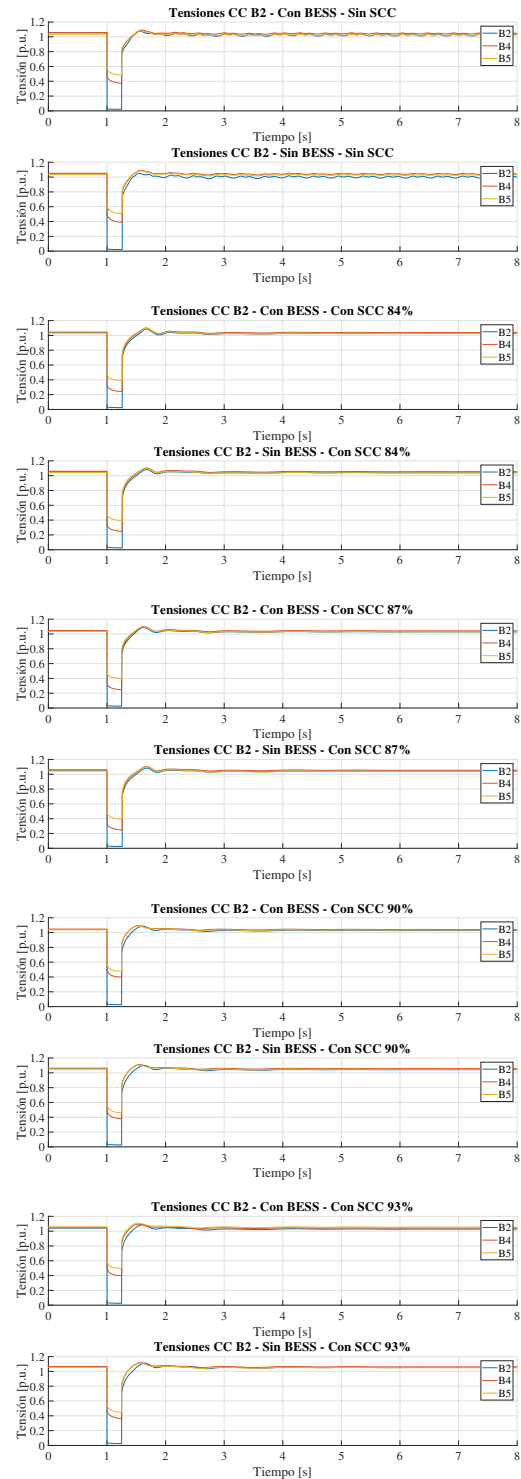 Tensiones CC B2 - Con BESS - Sin SCC
Tensión [p.u.]
1.2
1
0.8
0.6
0.4
0.2
0
B2
B4
B5
0 1 2 3 4 5 6 7 8
Tiempo [s]
Tensiones CC B2 - Sin BESS - Sin SCC
Tensión [p.u.]
1.2
1
0.8
0.6
0.4
0.2
0
B2
B4
B5
0 1 2 3 4 5 6 7 8
Tiempo [s]
Tensiones CC B2 - Con BESS - Con SCC 84%
Tensión [p.u.]
1.2
1
0.8
0.6
0.4
0.2
0
B2
B4
B5
0 1 2 3 4 5 6 7 8
Tiempo [s]
Tensiones CC B2 - Sin BESS - Con SCC 84%
Tensión [p.u.]
1.2
1
0.8
0.6
0.4
0.2
0
B2
B4
B5
0 1 2 3 4 5 6 7 8
Tiempo [s]
Tensiones CC B2 - Con BESS - Con SCC 87%
Tensión [p.u.]
1.2
1
0.8
0.6
0.4
0.2
0
B2
B4
B5
0 1 2 3 4 5 6 7 8
Tiempo [s]
Tensiones CC B2 - Sin BESS - Con SCC 87%
Tensión [p.u.]
1.2
1
0.8
0.6
0.4
0.2
0
B2
B4
B5
0 1 2 3 4 5 6 7 8
Tiempo [s]
Tensiones CC B2 - Con BESS - Con SCC 90%
Tensión [p.u.]
1.2
1
0.8
0.6
0.4
0.2
0
B2
B4
B5
0 1 2 3 4 5 6 7 8
Tiempo [s]
Tensiones CC B2 - Sin BESS - Con SCC 90%
Tensión [p.u.]
1.2
1
0.8
0.6
0.4
0.2
0
B2
B4
B5
0 1 2 3 4 5 6 7 8
Tiempo [s]
Tensiones CC B2 - Con BESS - Con SCC 93%
Tensión [p.u.]
1.2
1
0.8
0.6
0.4
0.2
0
B2
B4
B5
0 1 2 3 4 5 6 7 8
Tiempo [s]
Tensiones CC B2 - Sin BESS - Con SCC 93%
Tensión [p.u.]
1.2
1
0.8
0.6
0.4
0.2
0
B2
B4
B5
0 1 2 3 4 5 6 7 8
Tiempo [s]